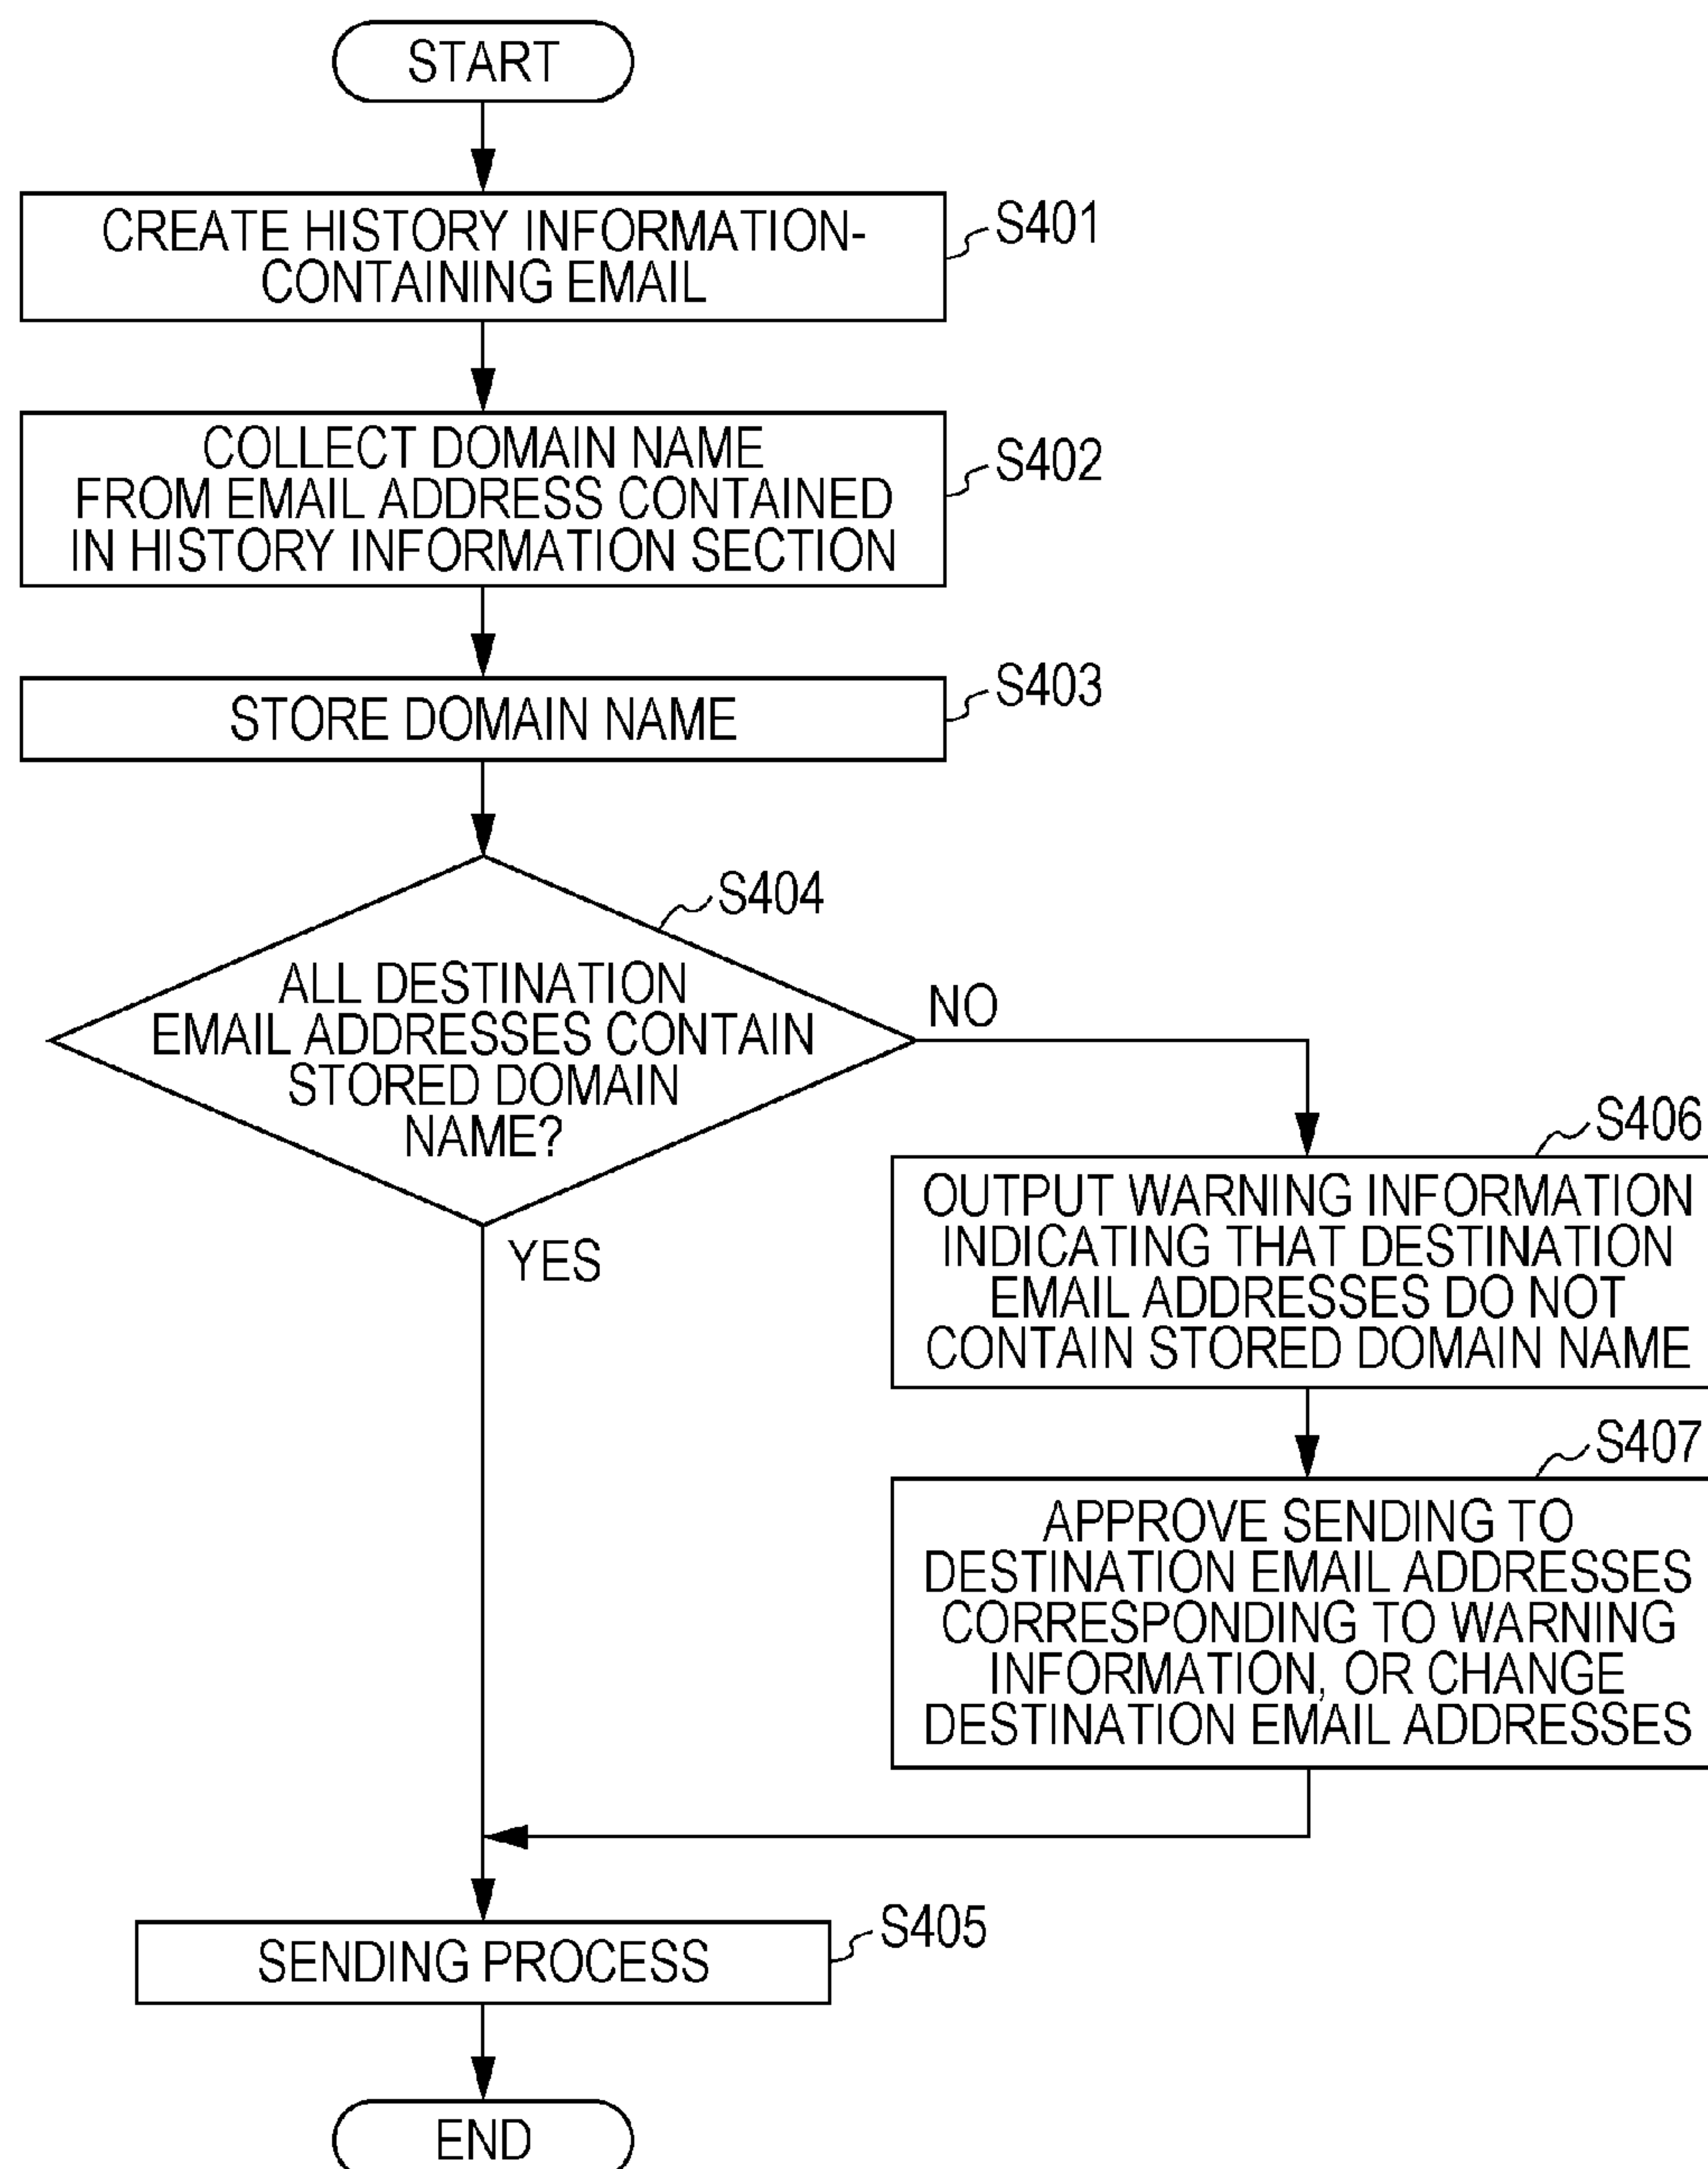 START
CREATE HISTORY INFORMATION-
CONTAINING EMAIL
S401
COLLECT DOMAIN NAME
FROM EMAIL ADDRESS CONTAINED
IN HISTORY INFORMATION SECTION
S402
STORE DOMAIN NAME
S403
S404
ALL DESTINATION
EMAIL ADDRESSES CONTAIN
STORED DOMAIN
NAME?
NO
YES
S406
OUTPUT WARNING INFORMATION
INDICATING THAT DESTINATION
EMAIL ADDRESSES DO NOT
CONTAIN STORED DOMAIN NAME
S407
APPROVE SENDING TO
DESTINATION EMAIL ADDRESSES
CORRESPONDING TO WARNING
INFORMATION, OR CHANGE
DESTINATION EMAIL ADDRESSES
SENDING PROCESS
S405
END